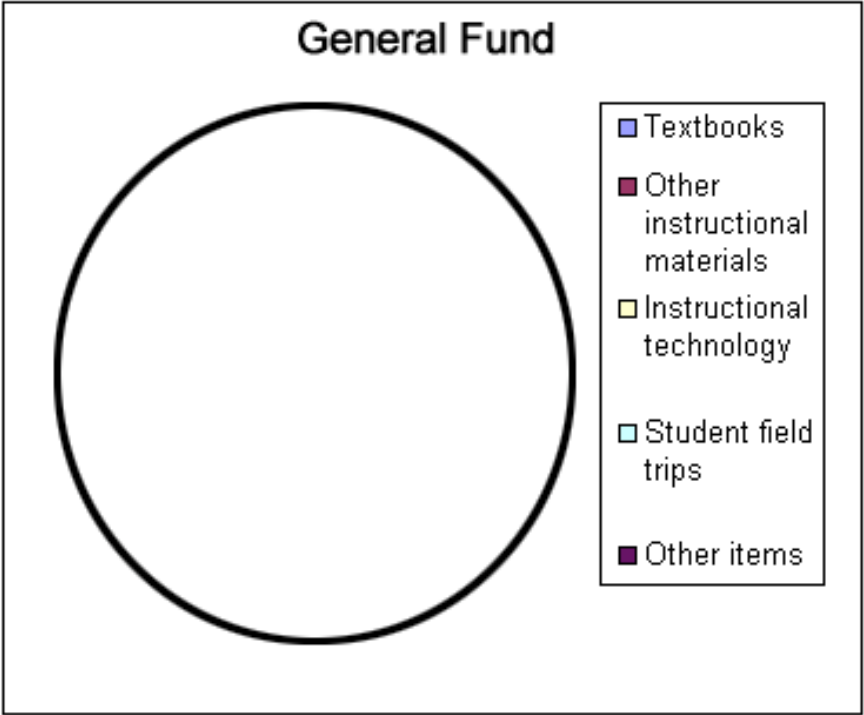 General Fund
Textbooks
Other
instructional
materials
Instructional
technology
Student field
trips
Other items